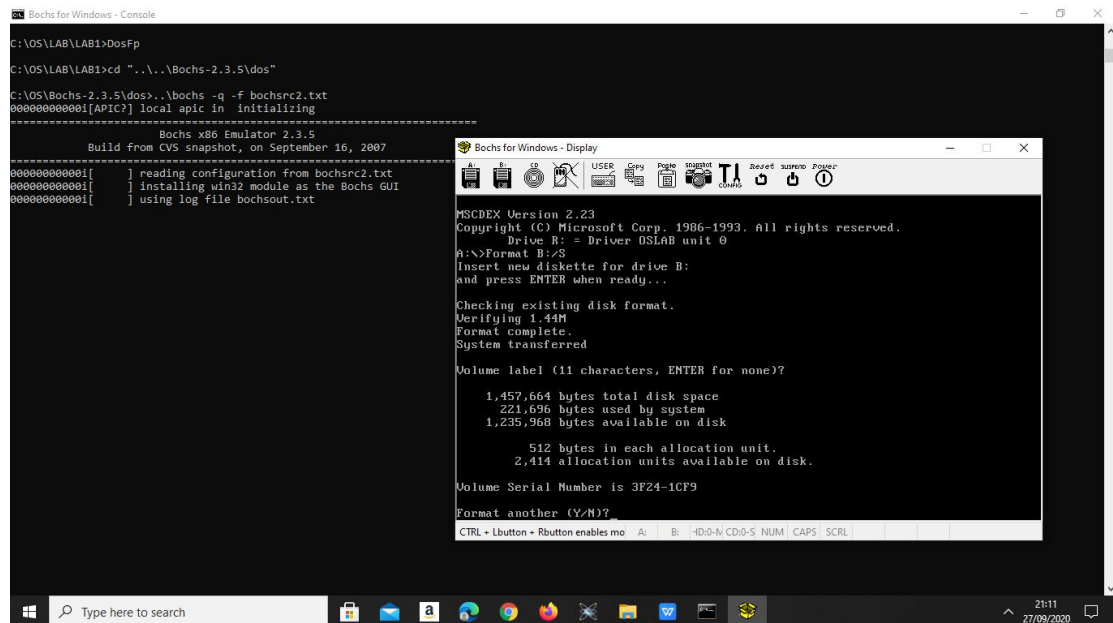 Bochs for Windows - Console
C:\OS\LAB\LAB1>DosFp
C:\OS\LAB\LAB1>cd "..\..\Bochs-2.3.5\dos"
C:\OS\Bochs-2.3.5\dos>..\bochs -q -f bochsrc2.txt
00000000000i[APIC?] local apic in  initializing
========================================================================
Bochs x86 Emulator 2.3.5
Build from CVS snapshot, on September 16, 2007
========================================================================
00000000000i[     ] reading configuration from bochsrc2.txt
00000000000i[     ] installing win32 module as the Bochs GUI
00000000000i[     ] using log file bochsout.txt
Bochs for Windows - Display
A: B: CD USER Copy Paste snapshot CONFIG Reset SUSPEND Power
MSCDEX Version 2.23
Copyright (C) Microsoft Corp. 1986-1993. All rights reserved.
Drive R: = Driver OSLAB unit 0
A:\>Format B:/S
Insert new diskette for drive B:
and press ENTER when ready...
Checking existing disk format.
Verifying 1.44M
Format complete.
System transferred
Volume label (11 characters, ENTER for none)?
1,457,664 bytes total disk space
221,696 bytes used by system
1,235,968 bytes available on disk
512 bytes in each allocation unit.
2,414 allocation units available on disk.
Volume Serial Number is 3F24-1CF9
Format another (Y/N)?_
CTRL + Lbutton + Rbutton enables mo A: B: HD:0-M CD:0-S NUM CAPS SCRL
Type here to search
21:11
27/09/2020